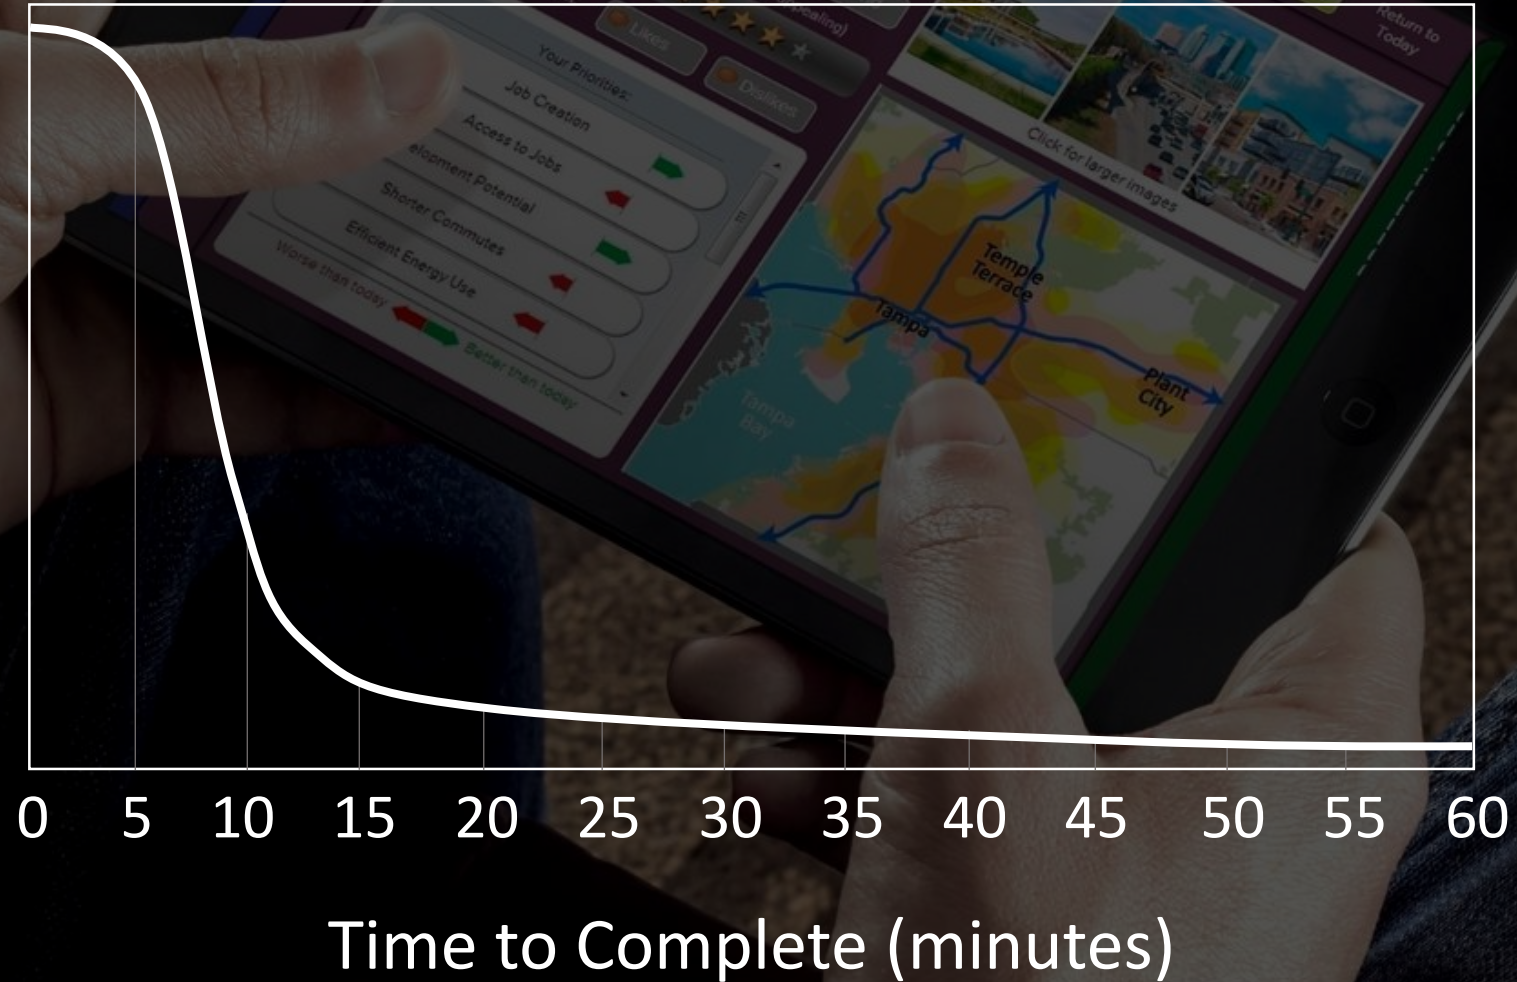 appealing)
Likes
Dislikes
Return to
Today
Your Priorities:
Job Creation
Access to Jobs
elopment Potential
Shorter Commutes
Efficient Energy Use
Worse than today
Better than today
Click for larger images
Temple
Terrace
Tampa
Plant
City
Tampa
Bay
0 5 10 15 20 25 30 35 40 45 50 55 60
Time to Complete (minutes)